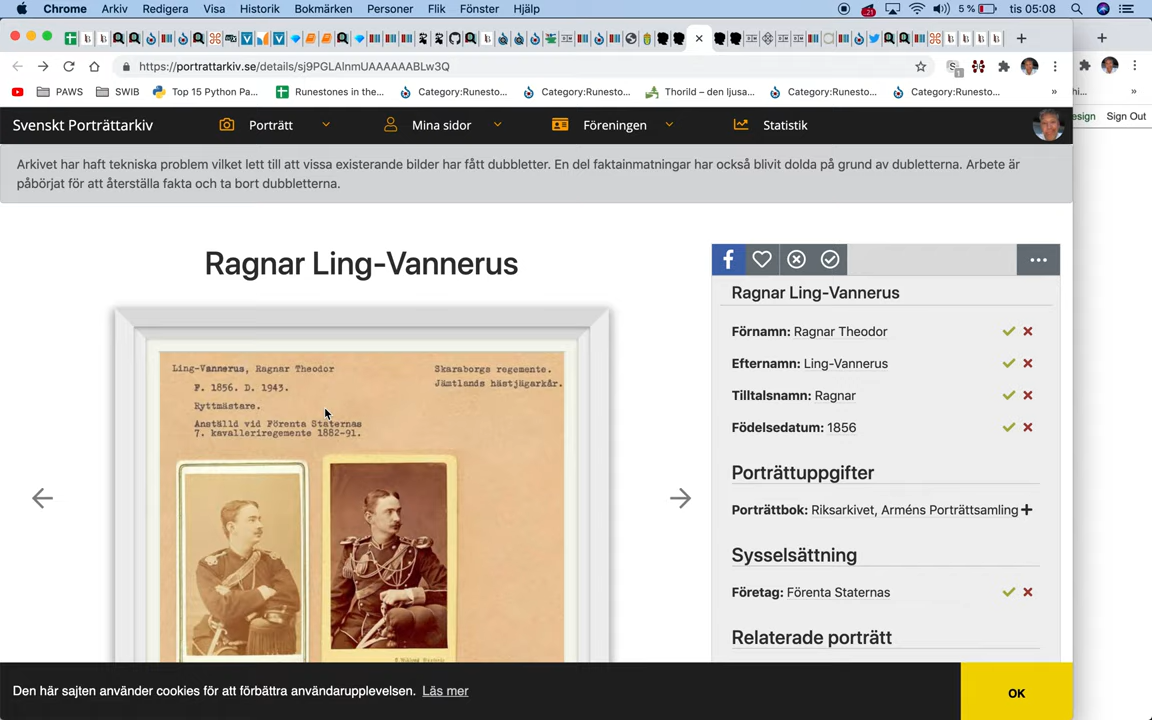 Chrome Arkiv Redigera Visa Historik Bokmärken Personer Flik Fönster Hjälp 5 % tis 05:08
https://portrattarkiv.se/details/sj9PGLAlnmUAAAAAABLw3Q
PAWS SWIB Top 15 Python Pa... Runestones in the... Category:Runesto... Category:Runesto... Thorild – den ljusa... Category:Runesto... Category:Runesto... »
Sign Out
Svenskt Porträttarkiv Porträtt Mina sidor Föreningen Statistik
Arkivet har haft tekniska problem vilket lett till att vissa existerande bilder har fått dubbletter. En del faktainmatningar har också blivit dolda på grund av dubletterna. Arbete är
påbörjat för att återställa fakta och ta bort dubbletterna.
Ragnar Ling-Vannerus
Ling-Vannerus, Ragnar Theodor
F. 1856. D. 1943.
Ryttmästare.
Anställd vid Förenta Staternas
7. kavalleriregemente 1882-91.
Skaraborgs regemente.
Jämtlands hästjägarkår.
Ragnar Ling-Vannerus
Förnamn: Ragnar Theodor
Efternamn: Ling-Vannerus
Tilltalsnamn: Ragnar
Födelsedatum: 1856
Porträttuppgifter
Porträttbok: Riksarkivet, Arméns Porträttsamling
Sysselsättning
Företag: Förenta Staternas
Relaterade porträtt
Den här sajten använder cookies för att förbättra användarupplevelsen. Läs mer
OK